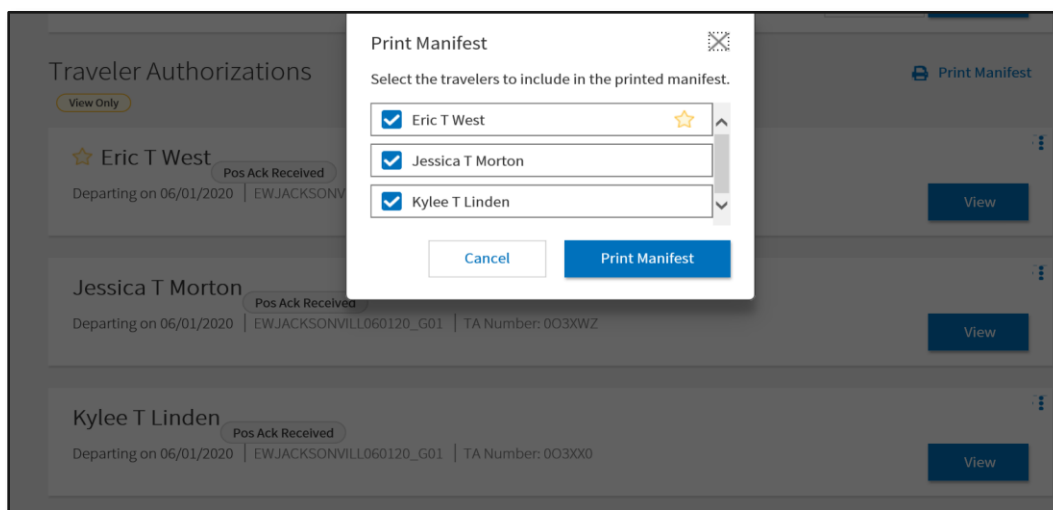 Print Manifest
Select the travelers to include in the printed manifest.
Eric T West
Jessica T Morton
Kylee T Linden
Cancel
Print Manifest
Traveler Authorizations
Print Manifest
View Only
Eric T West
Pos Ack Received
Departing on 06/01/2020 | EWJACKSONV
View
Jessica T Morton
Pos Ack Received
Departing on 06/01/2020 | EWJACKSONVILL060120_G01 | TA Number: 0O3XWZ
View
Kylee T Linden
Pos Ack Received
Departing on 06/01/2020 | EWJACKSONVILL060120_G01 | TA Number: 0O3XX0
View